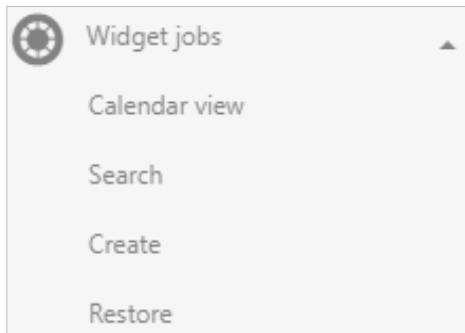 Widget jobs
Calendar view
Search
Create
Restore